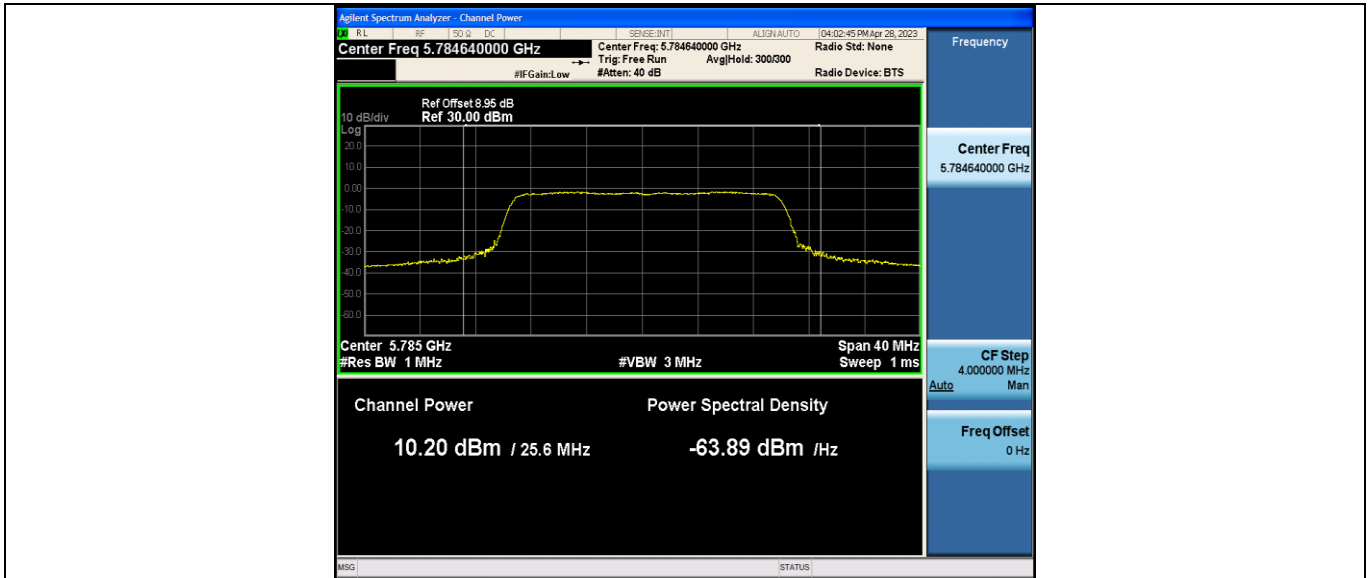 Agilent Spectrum Analyzer - Channel Power
LXI RL RF 50 Ω DC SENSE:INT ALIGN AUTO 04:02:45 PM Apr 28, 2023
Center Freq 5.784640000 GHz
Center Freq: 5.784640000 GHz
Radio Std: None
Trig: Free Run Avg|Hold: 300/300
#IFGain:Low
#Atten: 40 dB
Radio Device: BTS
Ref Offset 8.95 dB
10 dB/div Ref 30.00 dBm
Log
20.0
10.0
0.00
-10.0
-20.0
-30.0
-40.0
-50.0
-60.0
Center 5.785 GHz
Span 40 MHz
#Res BW 1 MHz
#VBW 3 MHz
Sweep 1 ms
Channel Power
Power Spectral Density
10.20 dBm / 25.6 MHz
-63.89 dBm /Hz
MSG
STATUS
Frequency
Center Freq
5.784640000 GHz
CF Step
4.000000 MHz
Auto Man
Freq Offset
0 Hz